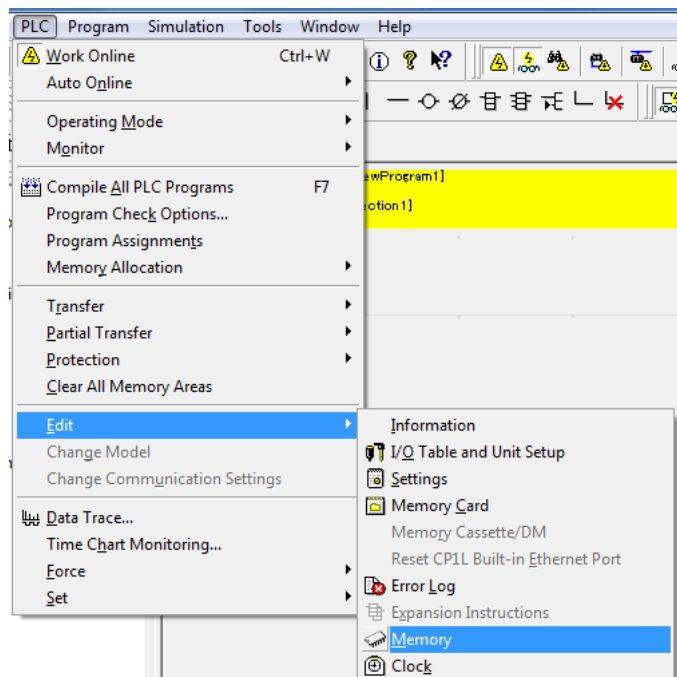 PLC Program Simulation Tools Window Help
Work Online Ctrl+W
Auto Online
Operating Mode
Monitor
Compile All PLC Programs F7
Program Check Options...
Program Assignments
Memory Allocation
Transfer
Partial Transfer
Protection
Clear All Memory Areas
Edit
Change Model
Change Communication Settings
Data Trace...
Time Chart Monitoring...
Force
Set
ewProgram1]
ection1]
Information
I/O Table and Unit Setup
Settings
Memory Card
Memory Cassette/DM
Reset CP1L Built-in Ethernet Port
Error Log
Expansion Instructions
Memory
Clock